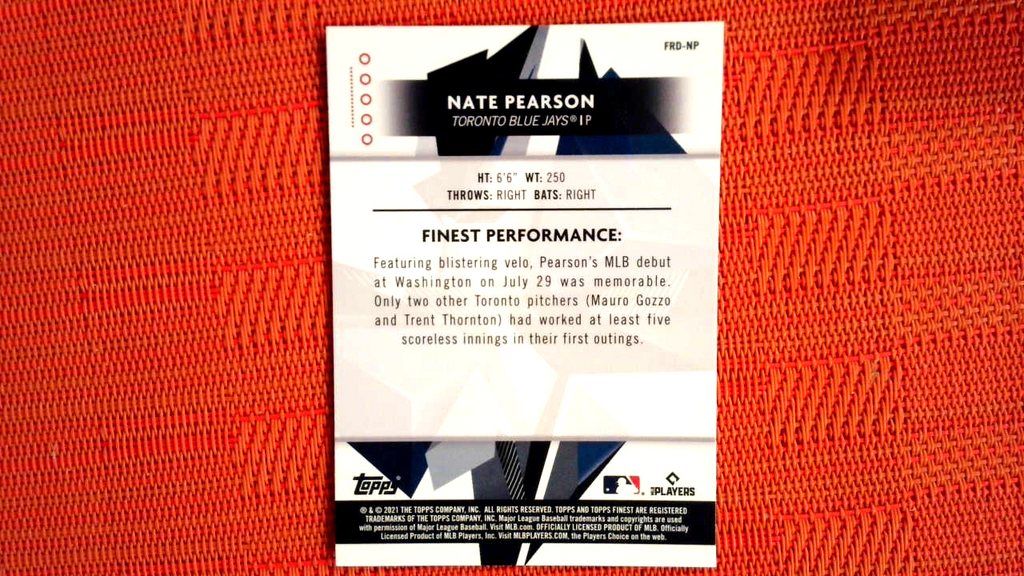 FRD-NP
NATE PEARSON
TORONTO BLUE JAYS® | P
HT: 6'6" WT: 250
THROWS: RIGHT BATS: RIGHT
FINEST PERFORMANCE:
Featuring blistering velo, Pearson's MLB debut
at Washington on July 29 was memorable.
Only two other Toronto pitchers (Mauro Gozzo
and Trent Thornton) had worked at least five
scoreless innings in their first outings.
topps®
PLAYERS
® & © 2021 THE TOPPS COMPANY, INC. ALL RIGHTS RESERVED. TOPPS AND TOPPS FINEST ARE REGISTERED
TRADEMARKS OF THE TOPPS COMPANY, INC. Major League Baseball trademarks and copyrights are used
with permission of Major League Baseball. Visit MLB.com. OFFICIALLY LICENSED PRODUCT OF MLB. Officially
Licensed Product of MLB Players, Inc. Visit MLBPLAYERS.COM, the Players Choice on the web.